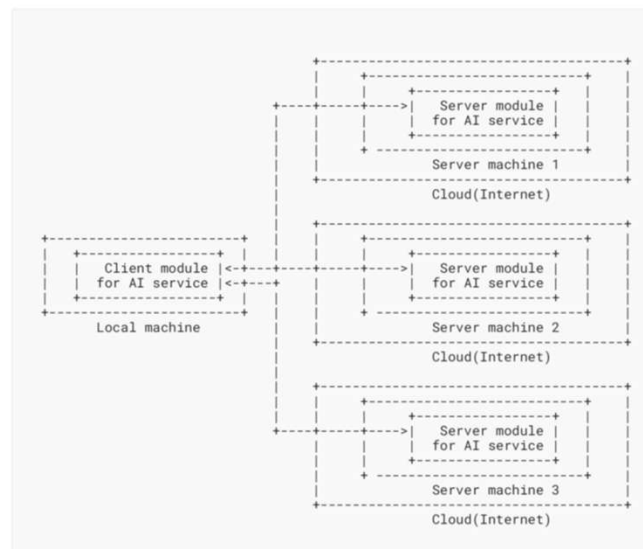 Server module
for AI service
Server machine 1
Cloud(Internet)
Client module
for AI service
Local machine
Server module
for AI service
Server machine 2
Cloud(Internet)
Server module
for AI service
Server machine 3
Cloud(Internet)